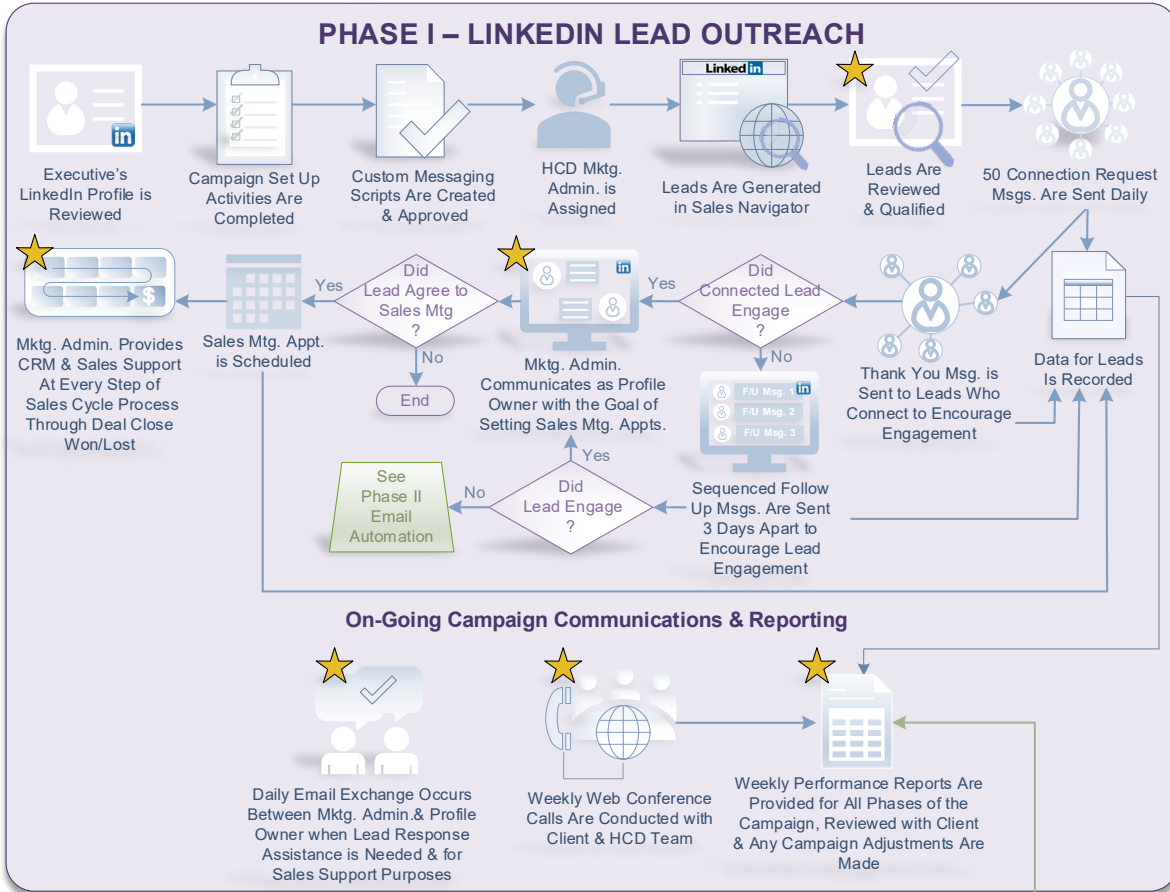 PHASE I – LINKEDIN LEAD OUTREACH
in
Executive's
LinkedIn Profile is
Reviewed
Campaign Set Up
Activities Are
Completed
Custom Messaging
Scripts Are Created
& Approved
HCD Mktg.
Admin. is
Assigned
Linked in
Leads Are Generated
in Sales Navigator
Leads Are
Reviewed
& Qualified
50 Connection Request
Msgs. Are Sent Daily
$
Mktg. Admin. Provides
CRM & Sales Support
At Every Step of
Sales Cycle Process
Through Deal Close
Won/Lost
Sales Mtg. Appt.
is Scheduled
Yes
Did
Lead Agree to
Sales Mtg
?
No
End
in
Mktg. Admin.
Communicates as Profile
Owner with the Goal of
Setting Sales Mtg. Appts.
Yes
Did
Connected Lead
Engage?
No
Thank You Msg. is
Sent to Leads Who
Connect to Encourage
Engagement
Data for Leads
Is Recorded
in
F/U Msg. 1
F/U Msg. 2
F/U Msg. 3
Sequenced Follow
Up Msgs. Are Sent
3 Days Apart to
Encourage Lead
Engagement
Yes
Did
Lead Engage
?
No
See
Phase II
Email
Automation
On-Going Campaign Communications & Reporting
Daily Email Exchange Occurs
Between Mktg. Admin.& Profile
Owner when Lead Response
Assistance is Needed & for
Sales Support Purposes
Weekly Web Conference
Calls Are Conducted with
Client & HCD Team
Weekly Performance Reports Are
Provided for All Phases of the
Campaign, Reviewed with Client
& Any Campaign Adjustments Are
Made